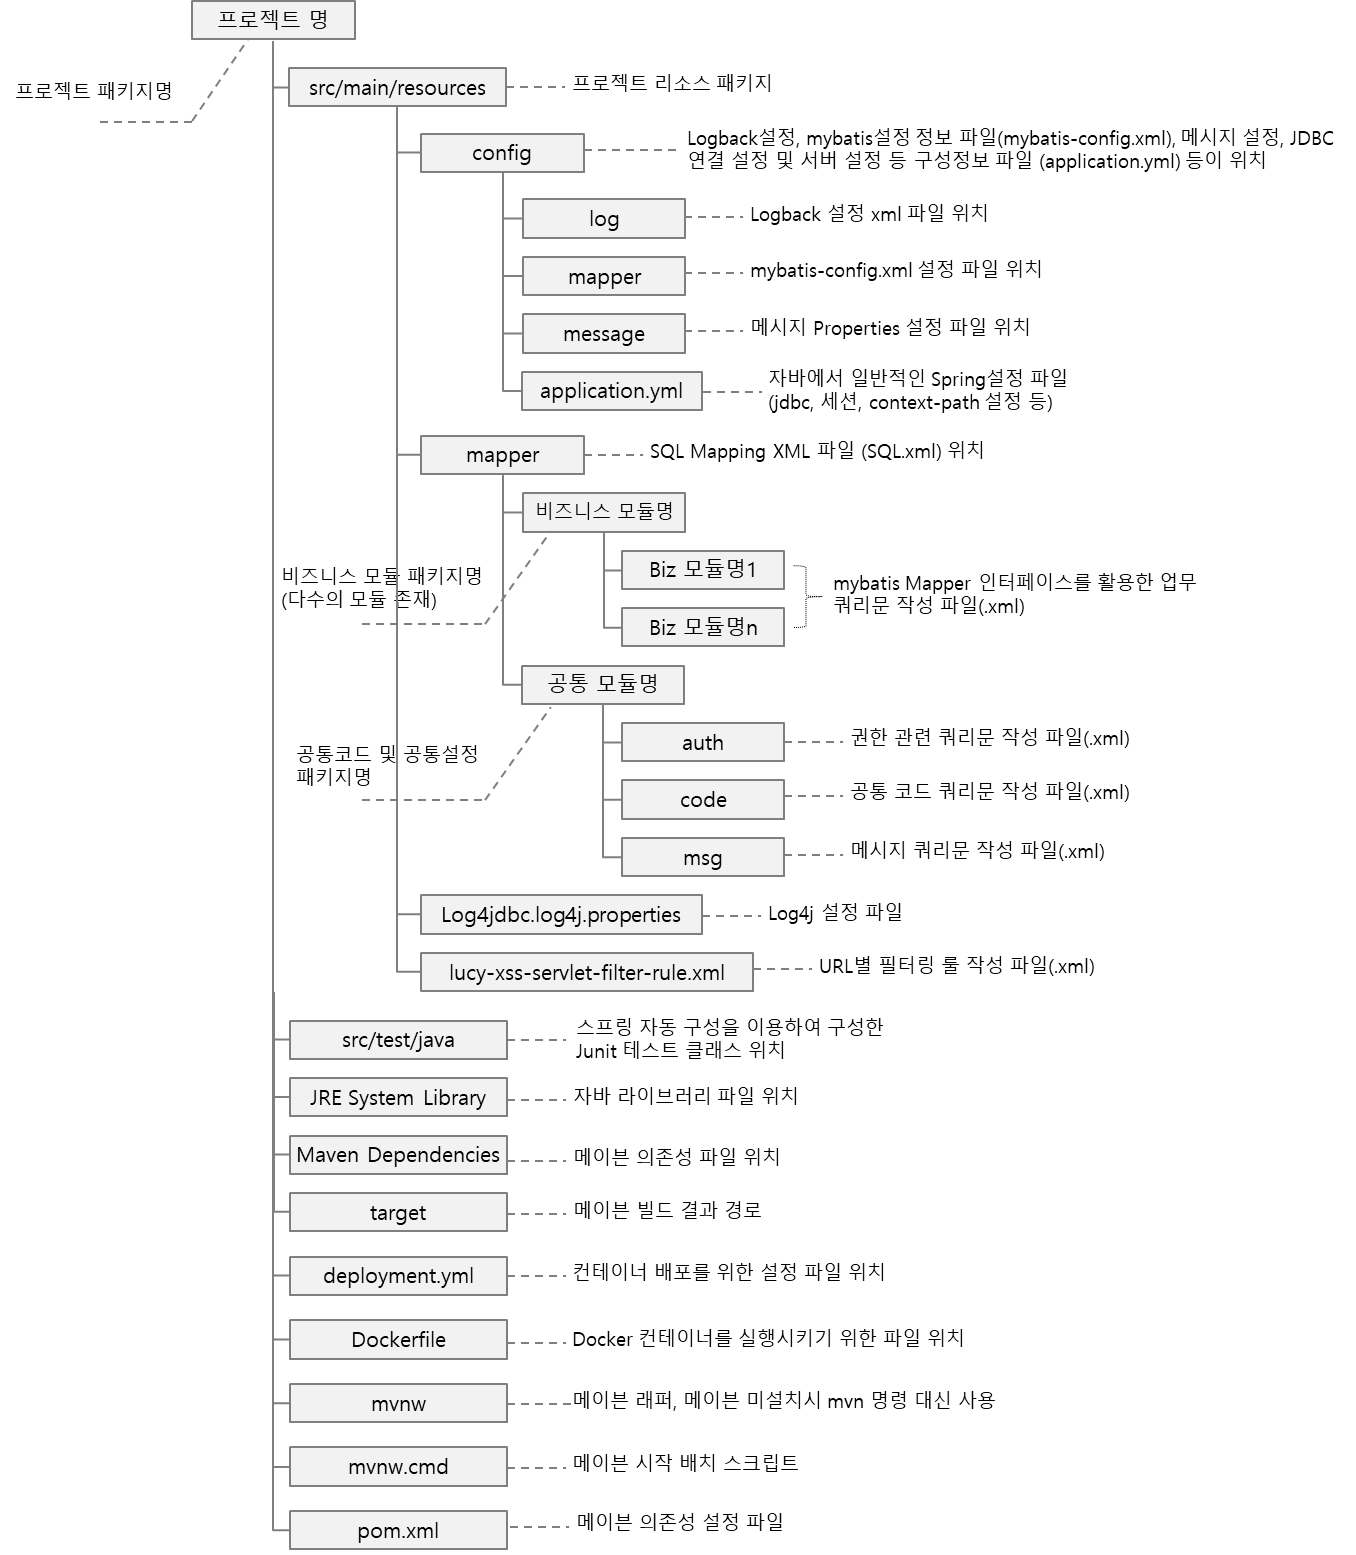 프로젝트 명
프로젝트 패키지명
src/main/resources
프로젝트 리소스 패키지
config
Logback설정, mybatis설정 정보 파일(mybatis-config.xml), 메시지 설정, JDBC
연결 설정 및 서버 설정 등 구성정보 파일 (application.yml) 등이 위치
log
Logback 설정 xml 파일 위치
mapper
mybatis-config.xml 설정 파일 위치
message
메시지 Properties 설정 파일 위치
application.yml
자바에서 일반적인 Spring설정 파일
(jdbc, 세션, context-path 설정 등)
mapper
SQL Mapping XML 파일 (SQL.xml) 위치
비즈니스 모듈명
비즈니스 모듈 패키지명
(다수의 모듈 존재)
Biz 모듈명1
Biz 모듈명n
mybatis Mapper 인터페이스를 활용한 업무
쿼리문 작성 파일(.xml)
공통 모듈명
공통코드 및 공통설정
패키지명
auth
권한 관련 쿼리문 작성 파일(.xml)
code
공통 코드 쿼리문 작성 파일(.xml)
msg
메시지 쿼리문 작성 파일(.xml)
Log4jdbc.log4j.properties
Log4j 설정 파일
lucy-xss-servlet-filter-rule.xml
URL별 필터링 룰 작성 파일(.xml)
src/test/java
스프링 자동 구성을 이용하여 구성한
Junit 테스트 클래스 위치
JRE System Library
자바 라이브러리 파일 위치
Maven Dependencies
메이븐 의존성 파일 위치
target
메이븐 빌드 결과 경로
deployment.yml
컨테이너 배포를 위한 설정 파일 위치
Dockerfile
Docker 컨테이너를 실행시키기 위한 파일 위치
mvnw
메이븐 래퍼, 메이븐 미설치시 mvn 명령 대신 사용
mvnw.cmd
메이븐 시작 배치 스크립트
pom.xml
메이븐 의존성 설정 파일